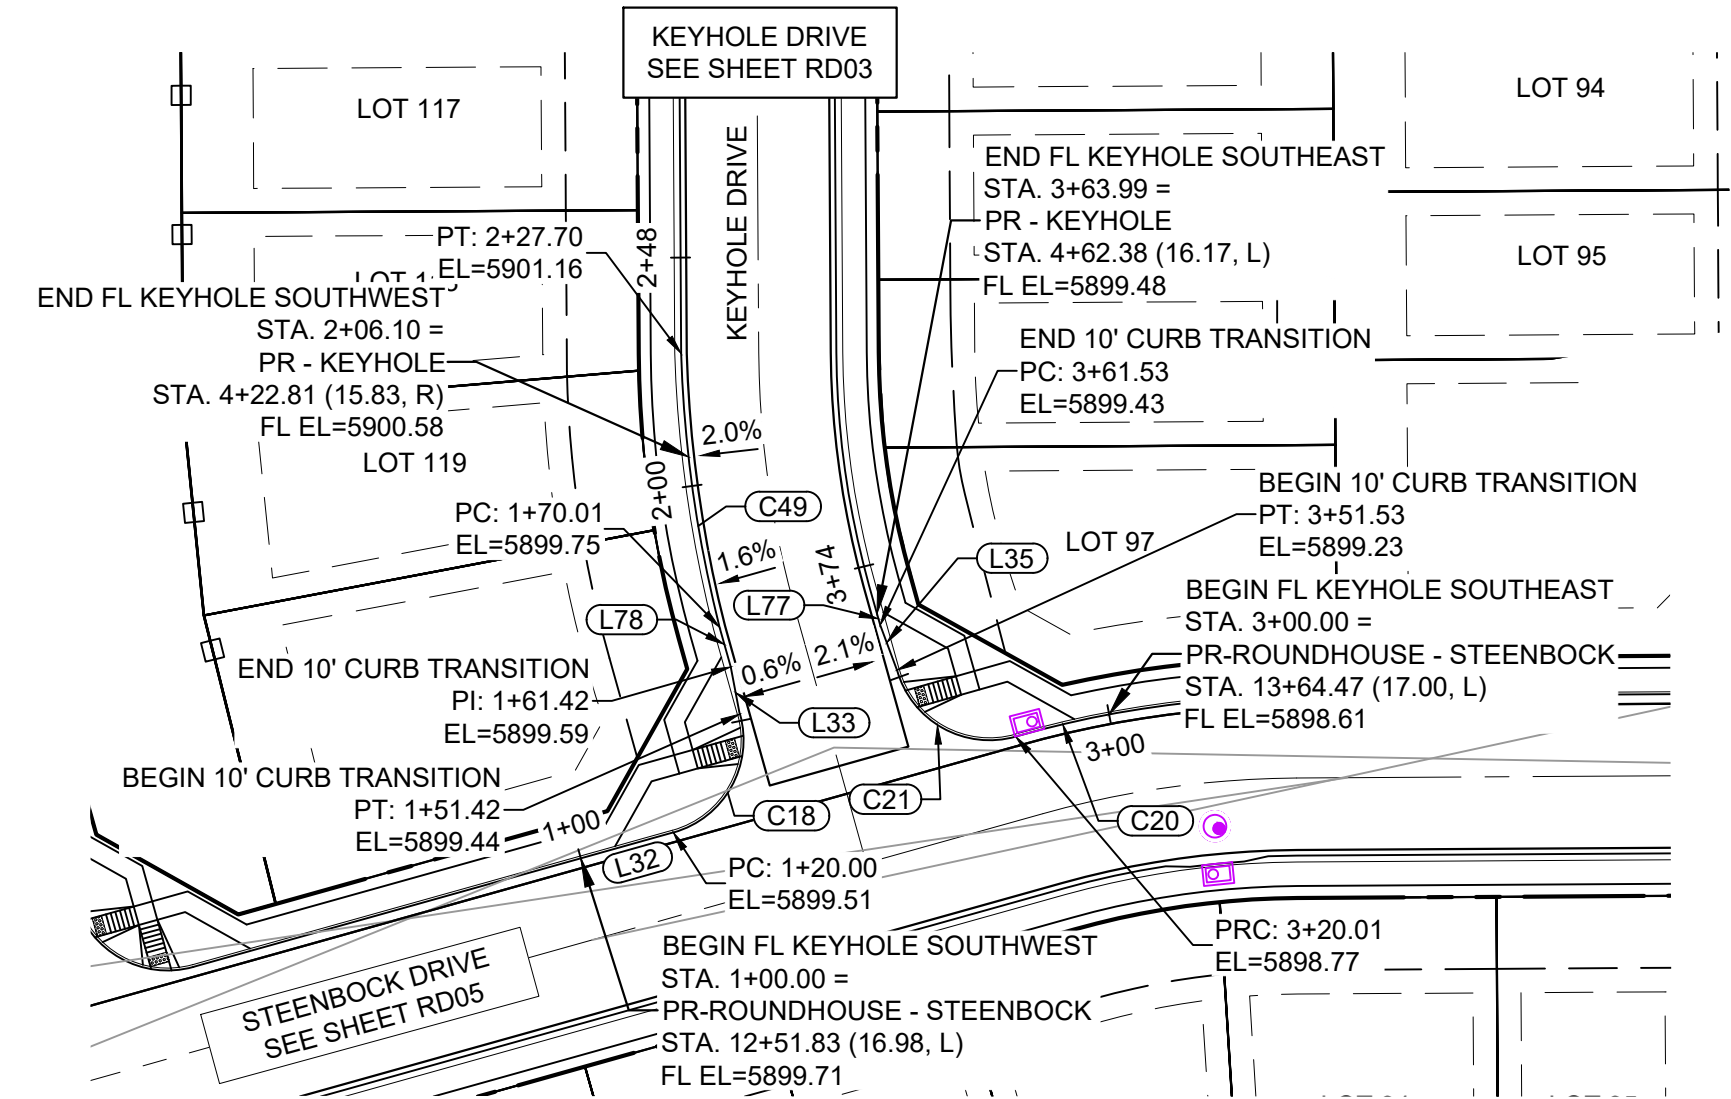 KEYHOLE DRIVE
SEE SHEET RD03
LOT 117
LOT 94
KEYHOLE DRIVE
END FL KEYHOLE SOUTHEAST
STA. 3+63.99 =
PR - KEYHOLE
STA. 4+62.38 (16.17, L)
FL EL=5899.48
LOT 95
PT: 2+27.70
EL=5901.16
2+48
END FL KEYHOLE SOUTHWEST
STA. 2+06.10 =
PR - KEYHOLE
STA. 4+22.81 (15.83, R)
FL EL=5900.58
LOT 119
END 10' CURB TRANSITION
PC: 3+61.53
EL=5899.43
2.0%
2+00
C49
PC: 1+70.01
EL=5899.75
1.6%
3+74
L35
LOT 97
BEGIN 10' CURB TRANSITION
PT: 3+51.53
EL=5899.23
L78
L77
BEGIN FL KEYHOLE SOUTHEAST
STA. 3+00.00 =
PR-ROUNDHOUSE - STEENBOCK
STA. 13+64.47 (17.00, L)
FL EL=5898.61
0.6%
2.1%
END 10' CURB TRANSITION
PI: 1+61.42
EL=5899.59
L33
3+00
BEGIN 10' CURB TRANSITION
PT: 1+51.42
EL=5899.44
1+00
C18
C21
C20
L32
PC: 1+20.00
EL=5899.51
PRC: 3+20.01
EL=5898.77
BEGIN FL KEYHOLE SOUTHWEST
STA. 1+00.00 =
PR-ROUNDHOUSE - STEENBOCK
STA. 12+51.83 (16.98, L)
FL EL=5899.71
STEENBOCK DRIVE
SEE SHEET RD05